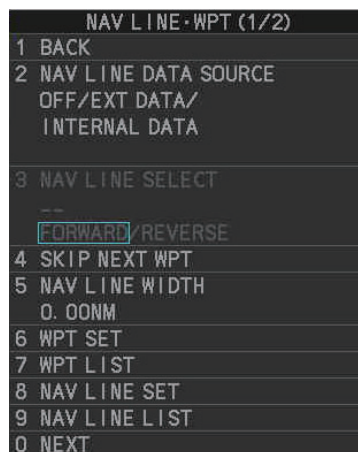 NAV LINE·WPT (1/2)
1 BACK
2 NAV LINE DATA SOURCE
OFF/EXT DATA/
INTERNAL DATA
3 NAV LINE SELECT
--
FORWARD/REVERSE
4 SKIP NEXT WPT
5 NAV LINE WIDTH
0.00NM
6 WPT SET
7 WPT LIST
8 NAV LINE SET
9 NAV LINE LIST
0 NEXT